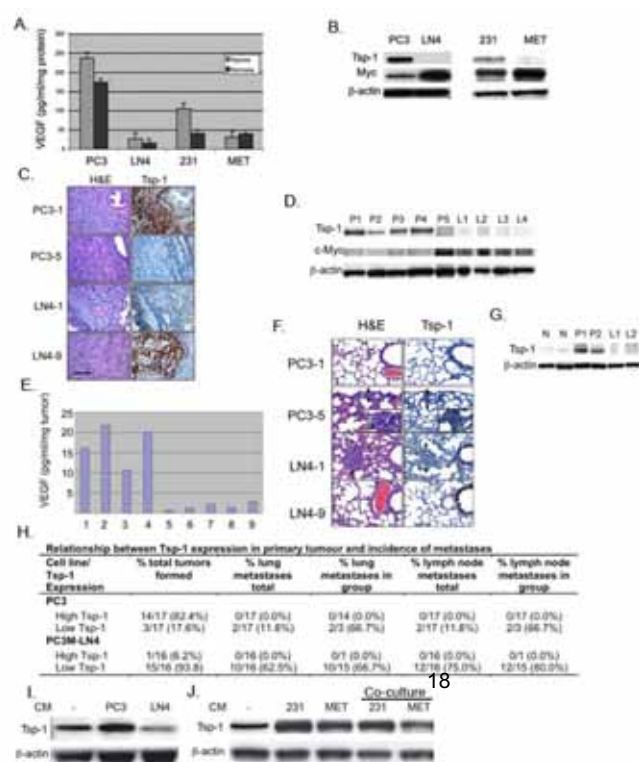 A.
VEGF (pg/ml/mg protein)
PC3 LN4 231 MET
B.
PC3 LN4 231 MET
Tsp-1
Myc
β-actin
C.
H&E Tsp-1
PC3-1
PC3-5
LN4-1
LN4-9
D.
P1 P2 P3 P4 P5 L1 L2 L3 L4
Tsp-1
c-Myc
β-actin
E.
VEGF (pg/ml/mg tumor)
25
20
15
10
5
1 2 3 4 5 6 7 8 9
F.
H&E Tsp-1
PC3-1
PC3-5
LN4-1
LN4-9
G.
N N P1 P2 L1 L2
Tsp-1
β-actin
H.
Relationship between Tsp-1 expression in primary tumour and incidence of metastases
Cell line/ Tsp-1 Expression % total tumors formed % lung metastases total % lung metastases in group % lymph node metastases total % lymph node metastases in group
PC3
High Tsp-1 14/17 (82.4%) 0/17 (0.0%) 0/14 (0.0%) 0/17 (0.0%) 0/17 (0.0%)
Low Tsp-1 3/17 (17.6%) 2/17 (11.8%) 2/3 (66.7%) 2/17 (11.8%) 2/3 (66.7%)
PC3M-LN4
High Tsp-1 1/16 (6.2%) 0/16 (0.0%) 0/1 (0.0%) 0/16 (0.0%) 0/1 (0.0%)
Low Tsp-1 15/16 (93.8) 10/16 (62.5%) 10/15 (66.7%) 12/16 (75.0%) 12/15 (80.0%)
18
I.
CM - PC3 LN4
Tsp-1
β-actin
J.
Co-culture
CM - 231 MET 231 MET
Tsp-1
β-actin